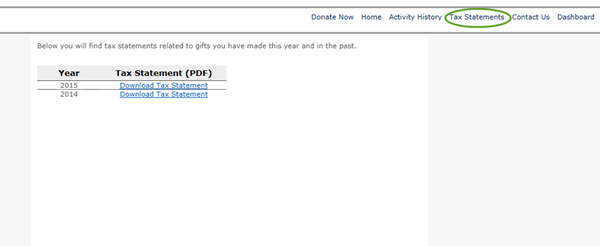 Donate Now Home Activity History Tax Statements Contact Us Dashboard
Below you will find tax statements related to gifts you have made this year and in the past.
Year Tax Statement (PDF)
2015 Download Tax Statement
2014 Download Tax Statement